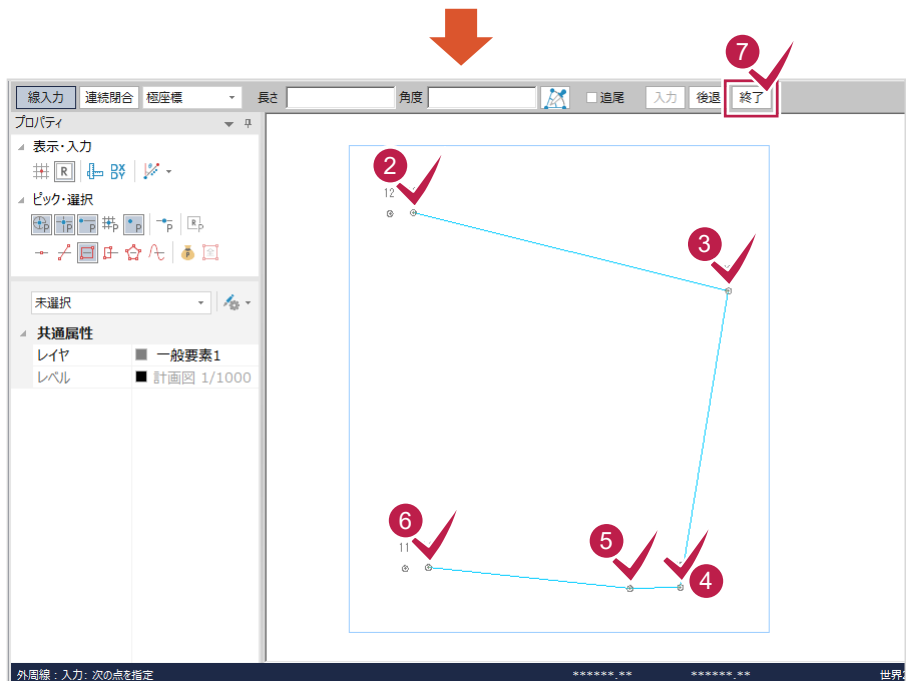 7
線入力 連続閉合 極座標 長さ 角度 追尾 入力 後退 終了
プロパティ
表示・入力
R DX DY
ピック・選択
P P P P P P R P
未選択
共通属性
レイヤ 一般要素1
レベル 計画図 1/1000
2
12
3
6
11
5
4
外周線 : 入力: 次の点を指定 ******.** ******.** 世界